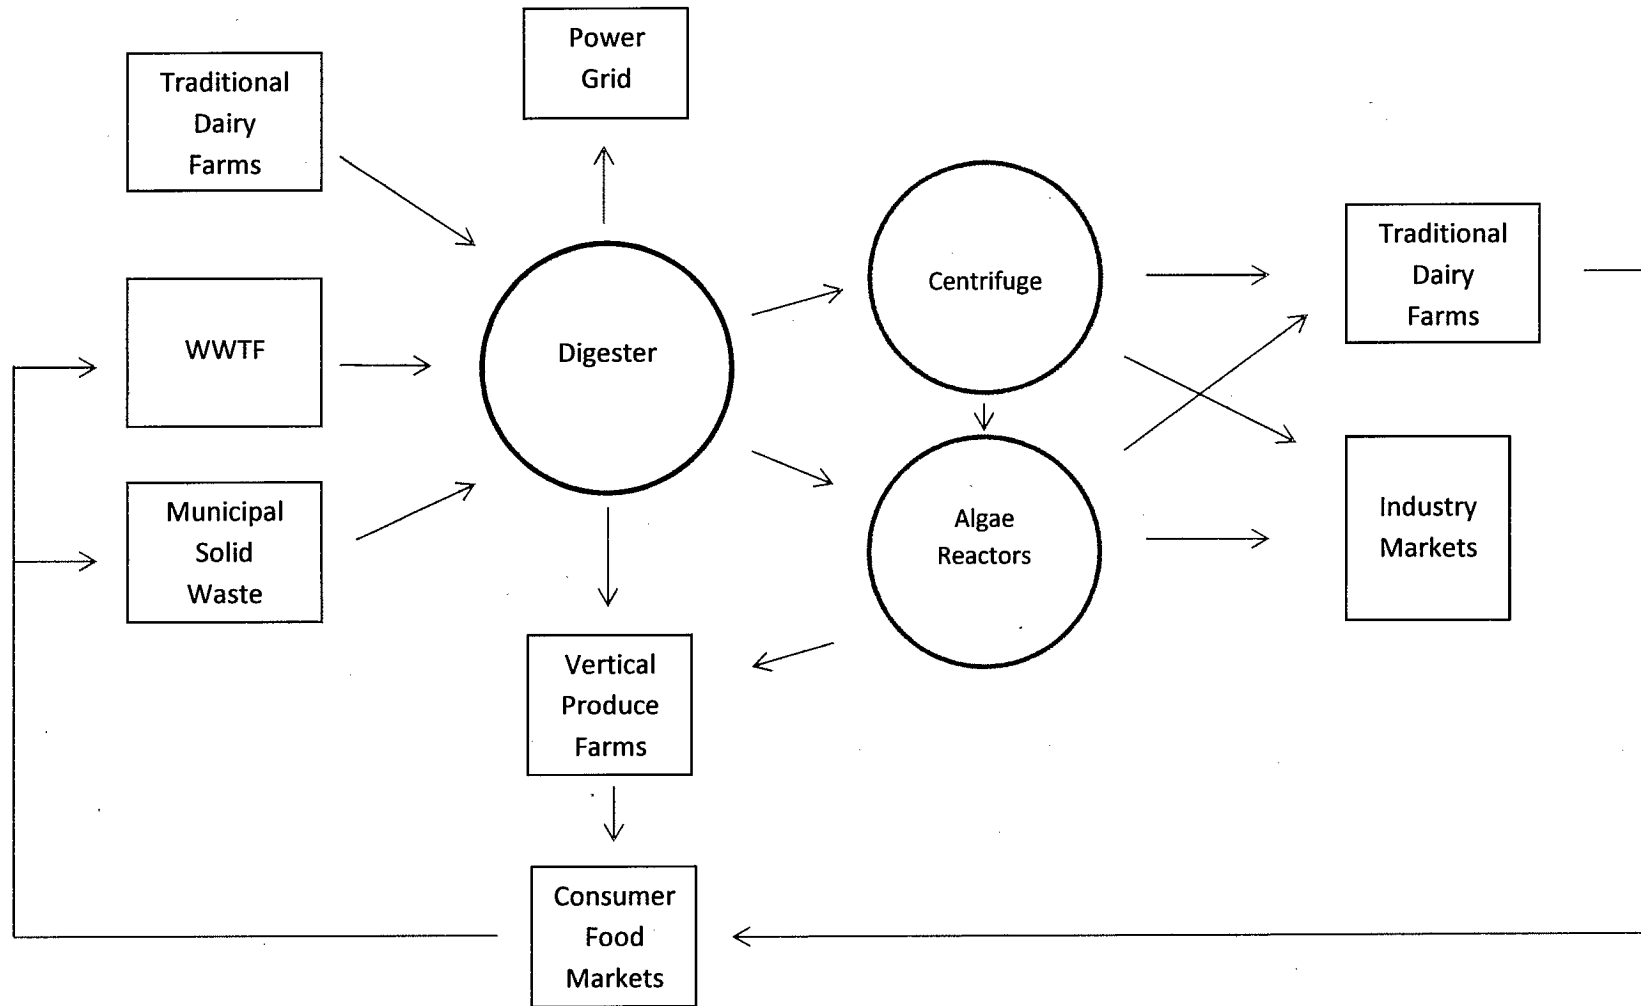 Power
Grid
Traditional
Dairy
Farms
Centrifuge
Traditional
Dairy
Farms
WWTF
Digester
Municipal
Solid
Waste
Algae
Reactors
Industry
Markets
Vertical
Produce
Farms
Consumer
Food
Markets